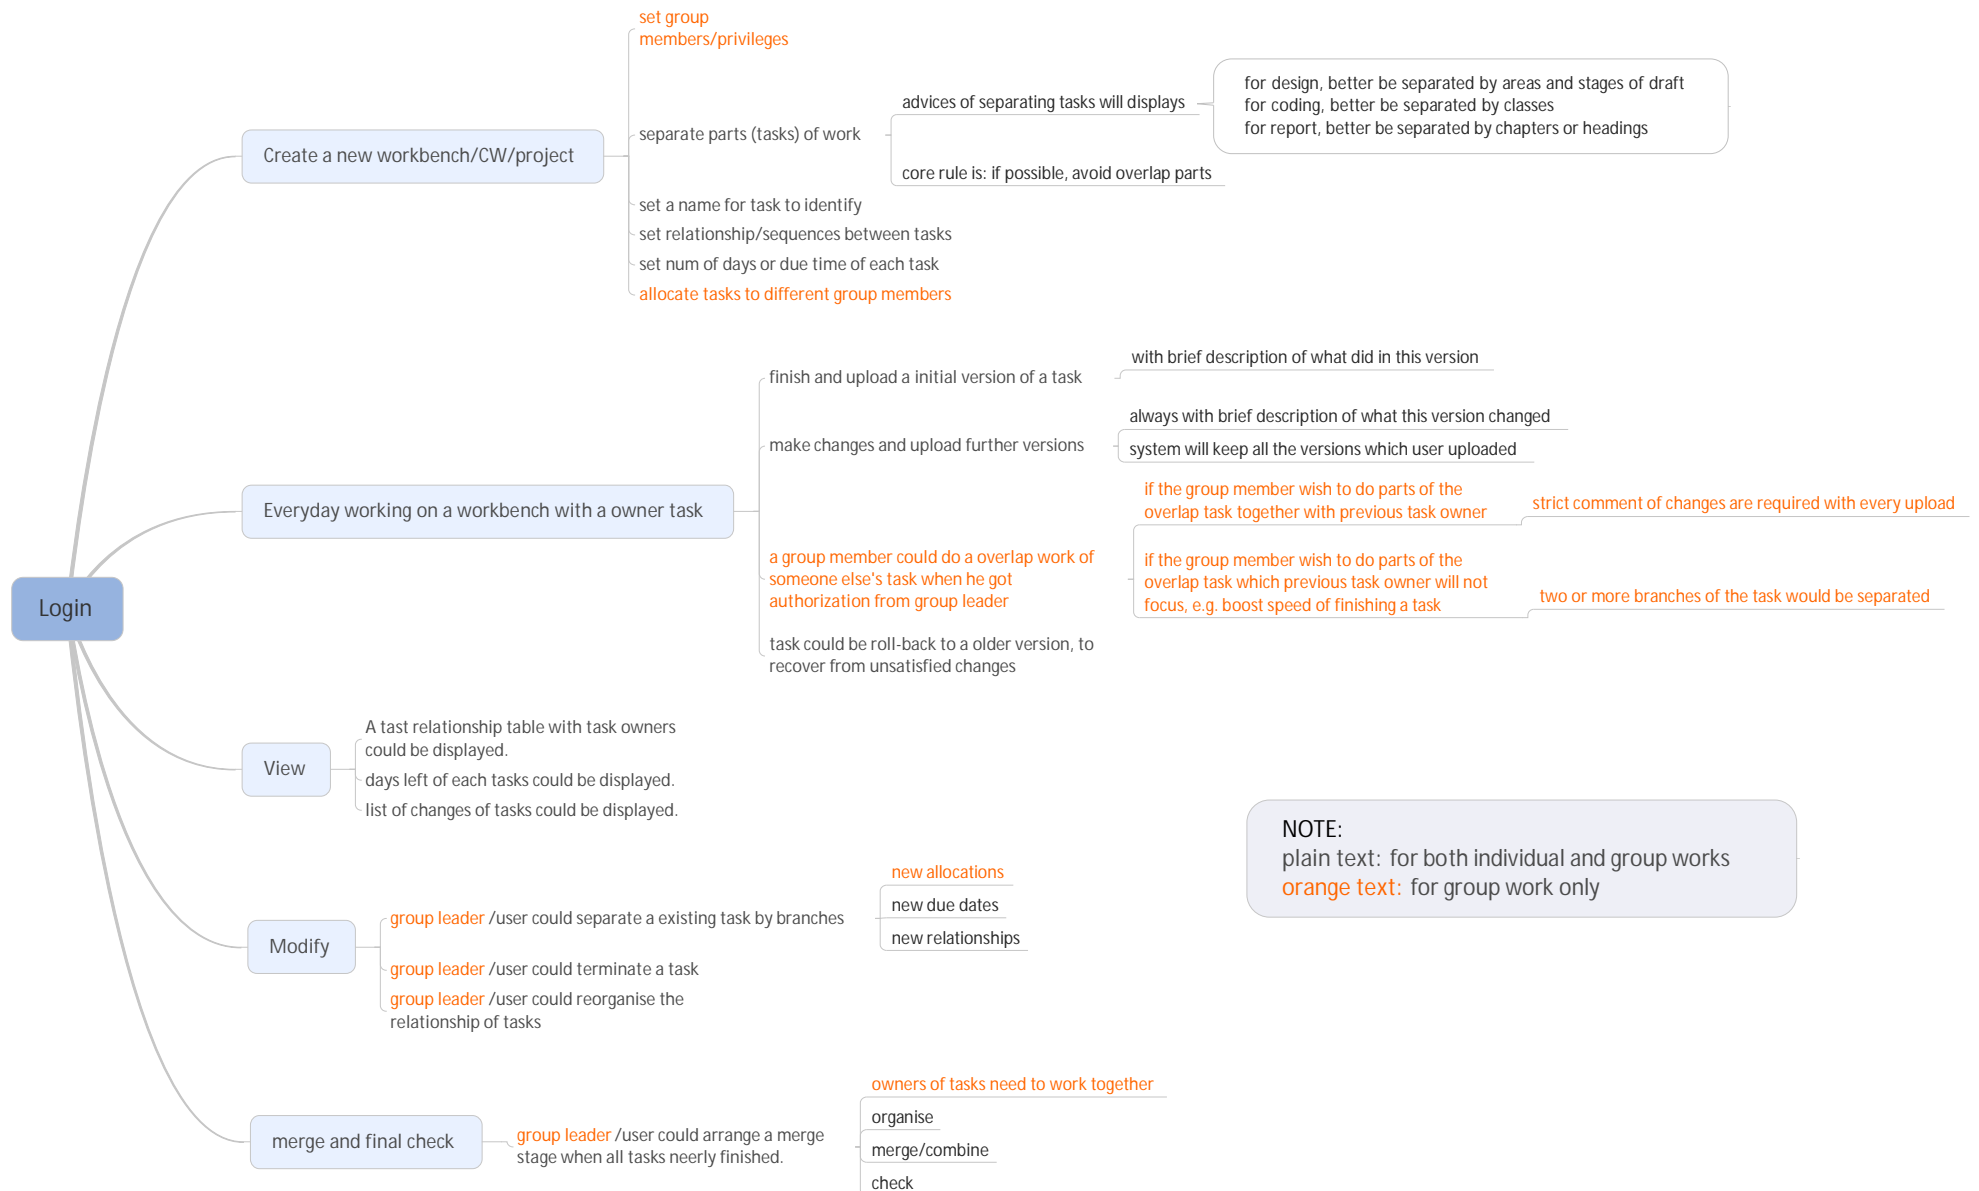 Login
Create a new workbench/CW/project
set group
members/privileges
separate parts (tasks) of work
advices of separating tasks will displays
for design, better be separated by areas and stages of draft
for coding, better be separated by classes
for report, better be separated by chapters or headings
core rule is: if possible, avoid overlap parts
set a name for task to identify
set relationship/sequences between tasks
set num of days or due time of each task
allocate tasks to different group members
Everyday working on a workbench with a owner task
finish and upload a initial version of a task
with brief description of what did in this version
make changes and upload further versions
always with brief description of what this version changed
system will keep all the versions which user uploaded
a group member could do a overlap work of
someone else's task when he got
authorization from group leader
if the group member wish to do parts of the
overlap task together with previous task owner
strict comment of changes are required with every upload
if the group member wish to do parts of the
overlap task which previous task owner will not
focus, e.g. boost speed of finishing a task
two or more branches of the task would be separated
task could be roll-back to a older version, to
recover from unsatisfied changes
View
A tast relationship table with task owners
could be displayed.
days left of each tasks could be displayed.
list of changes of tasks could be displayed.
Modify
group leader /user could separate a existing task by branches
new allocations
new due dates
new relationships
group leader /user could terminate a task
group leader /user could reorganise the
relationship of tasks
merge and final check
group leader /user could arrange a merge
stage when all tasks neerly finished.
owners of tasks need to work together
organise
merge/combine
check
NOTE:
plain text: for both individual and group works
orange text: for group work only